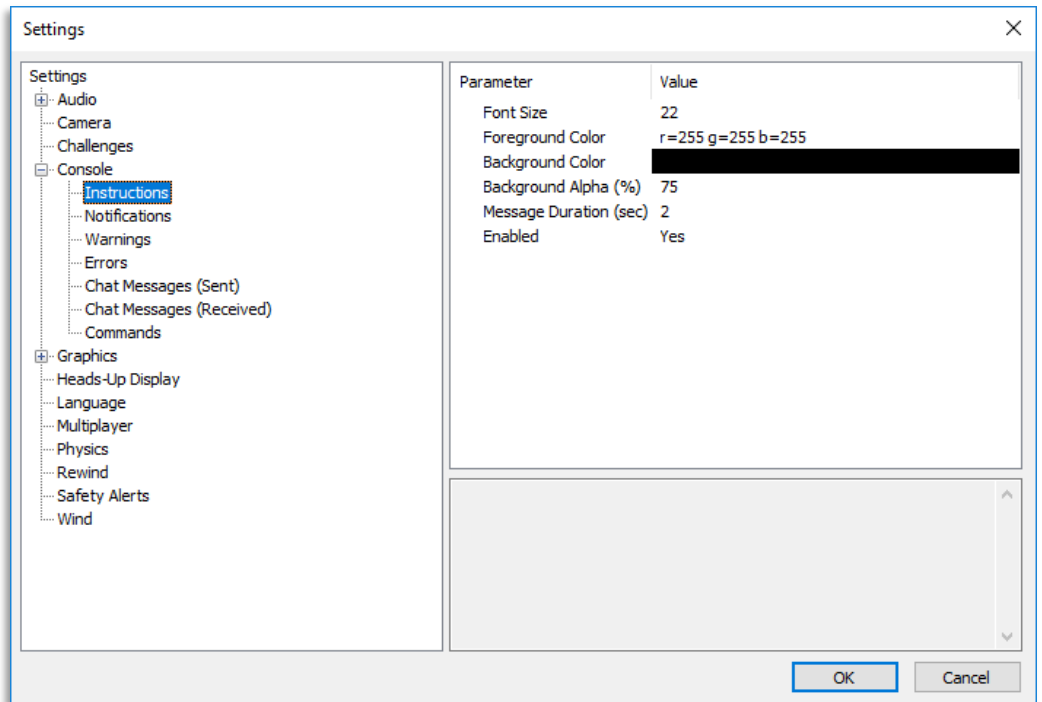 Settings
Settings
Audio
Camera
Challenges
Console
Instructions
Notifications
Warnings
Errors
Chat Messages (Sent)
Chat Messages (Received)
Commands
Graphics
Heads-Up Display
Language
Multiplayer
Physics
Rewind
Safety Alerts
Wind
Parameter Value
Font Size 22
Foreground Color r=255 g=255 b=255
Background Color
Background Alpha (%) 75
Message Duration (sec) 2
Enabled Yes
OK Cancel